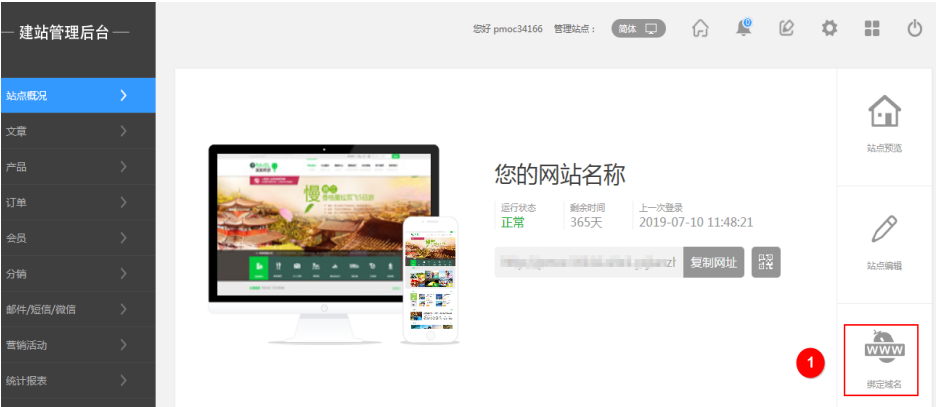 建站管理后台
您好 pmoc34166 管理站点：
简体
站点概况
文章
产品
订单
会员
分销
邮件/短信/微信
营销活动
统计报表
慢
您的网站名称
运行状态 剩余时间 上一次登录
正常 365天 2019-07-10 11:48:21
复制网址
站点预览
站点编辑
1
WWW
绑定域名